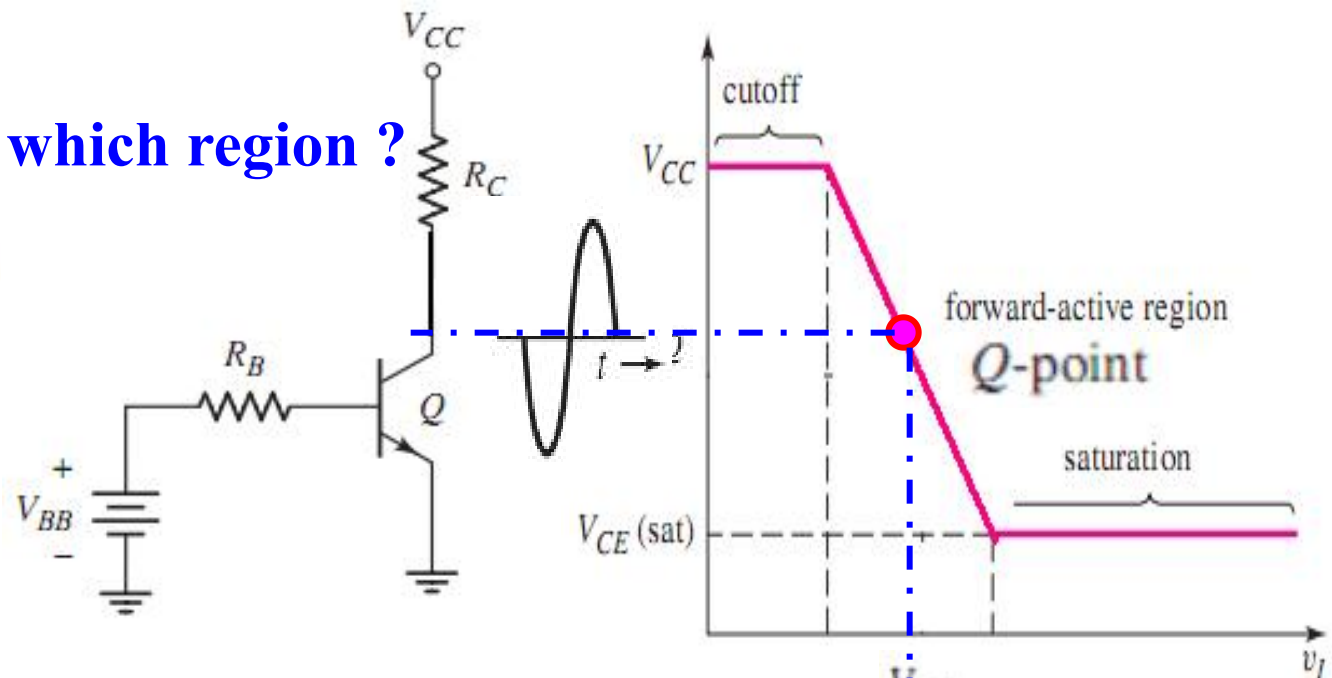 V_CC
which region ?
R_C
R_B
Q
+
V_BB
−
t →
cutoff
V_CC
forward-active region
Q-point
saturation
V_CE (sat)
v_I